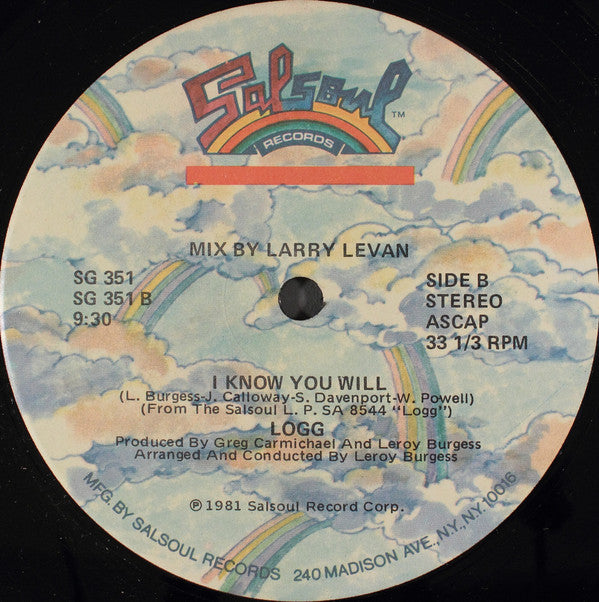 Salsoul TM
RECORDS
MIX BY LARRY LEVAN
SG 351
SG 351 B
9:30
SIDE B
STEREO
ASCAP
33 1/3 RPM
I KNOW YOU WILL
(L. Burgess-J. Calloway-S. Davenport-W. Powell)
(From The Salsoul L. P. SA 8544 "Logg")
LOGG
Produced By Greg Carmichael And Leroy Burgess
Arranged And Conducted By Leroy Burgess
℗ 1981 Salsoul Record Corp.
MFG. BY SALSOUL RECORDS 240 MADISON AVE., N.Y., N.Y. 10016